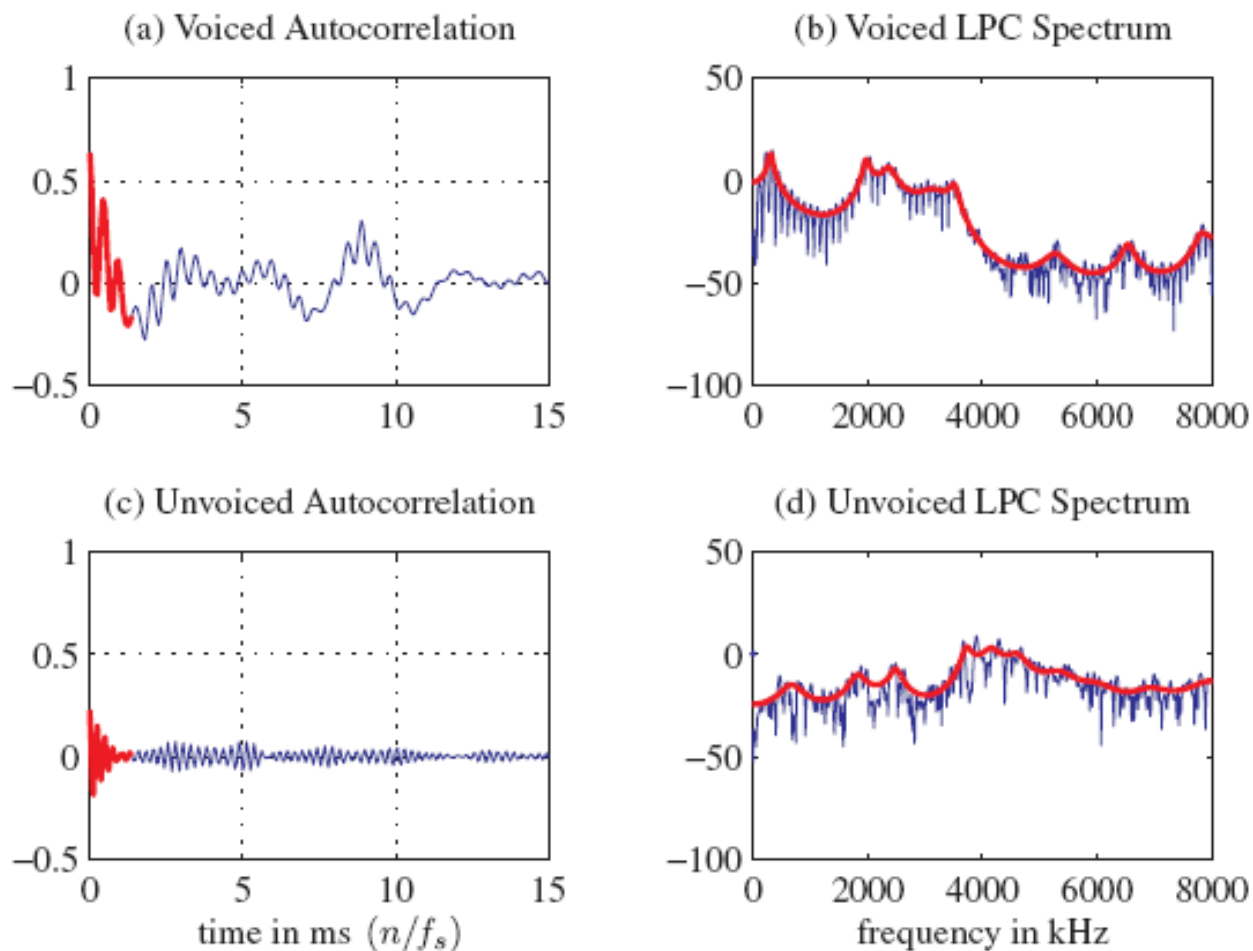 (a) Voiced Autocorrelation
(b) Voiced LPC Spectrum
1
0.5
0
−0.5
0 5 10 15
50
0
−50
−100
0 2000 4000 6000 8000
(c) Unvoiced Autocorrelation
(d) Unvoiced LPC Spectrum
1
0.5
0
−0.5
0 5 10 15
time in ms (n/fs)
50
0
−50
−100
0 2000 4000 6000 8000
frequency in kHz